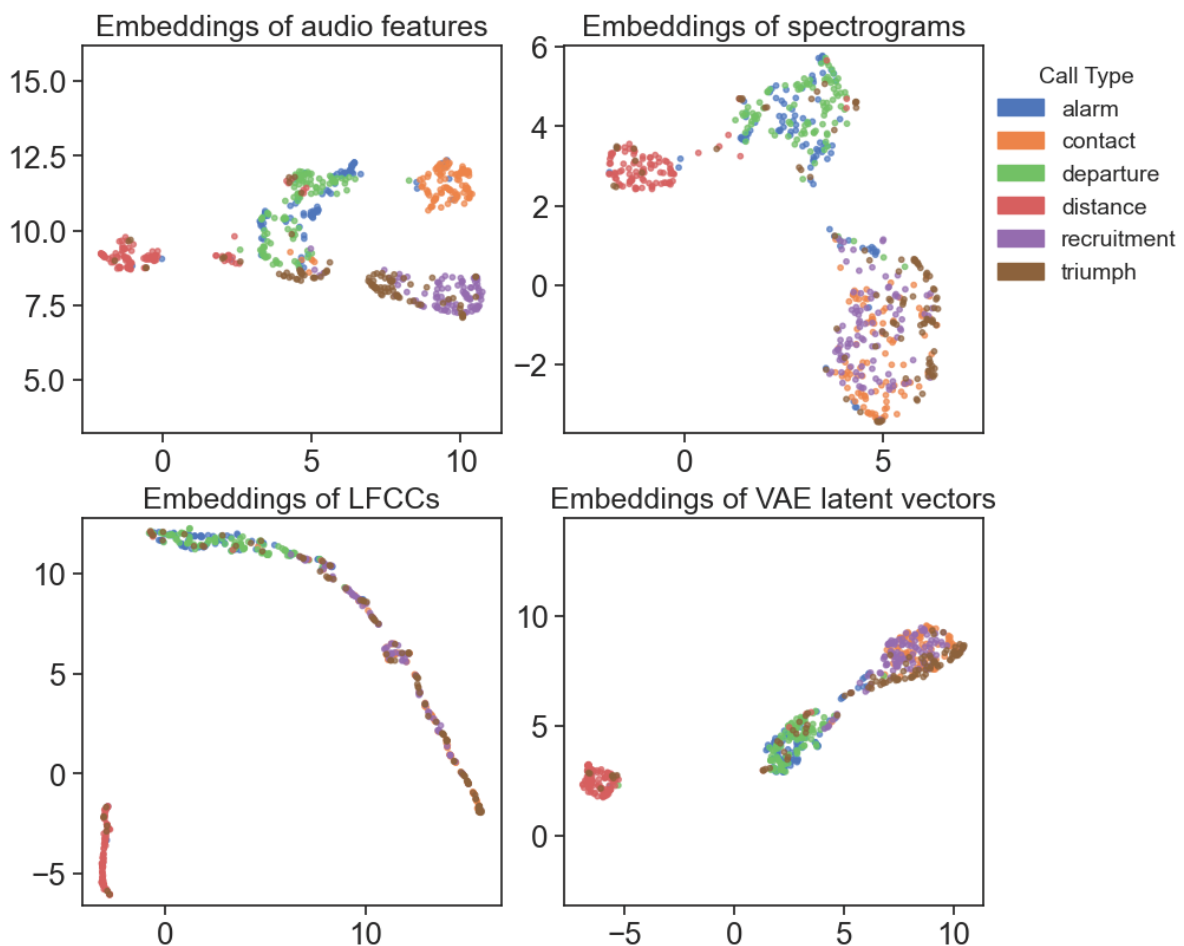 Embeddings of audio features
15.0
12.5
10.0
7.5
5.0
0 5 10
Embeddings of spectrograms
6
4
2
0
−2
0 5
Call Type
alarm
contact
departure
distance
recruitment
triumph
Embeddings of LFCCs
10
5
0
−5
0 10
Embeddings of VAE latent vectors
10
5
0
−5 0 5 10